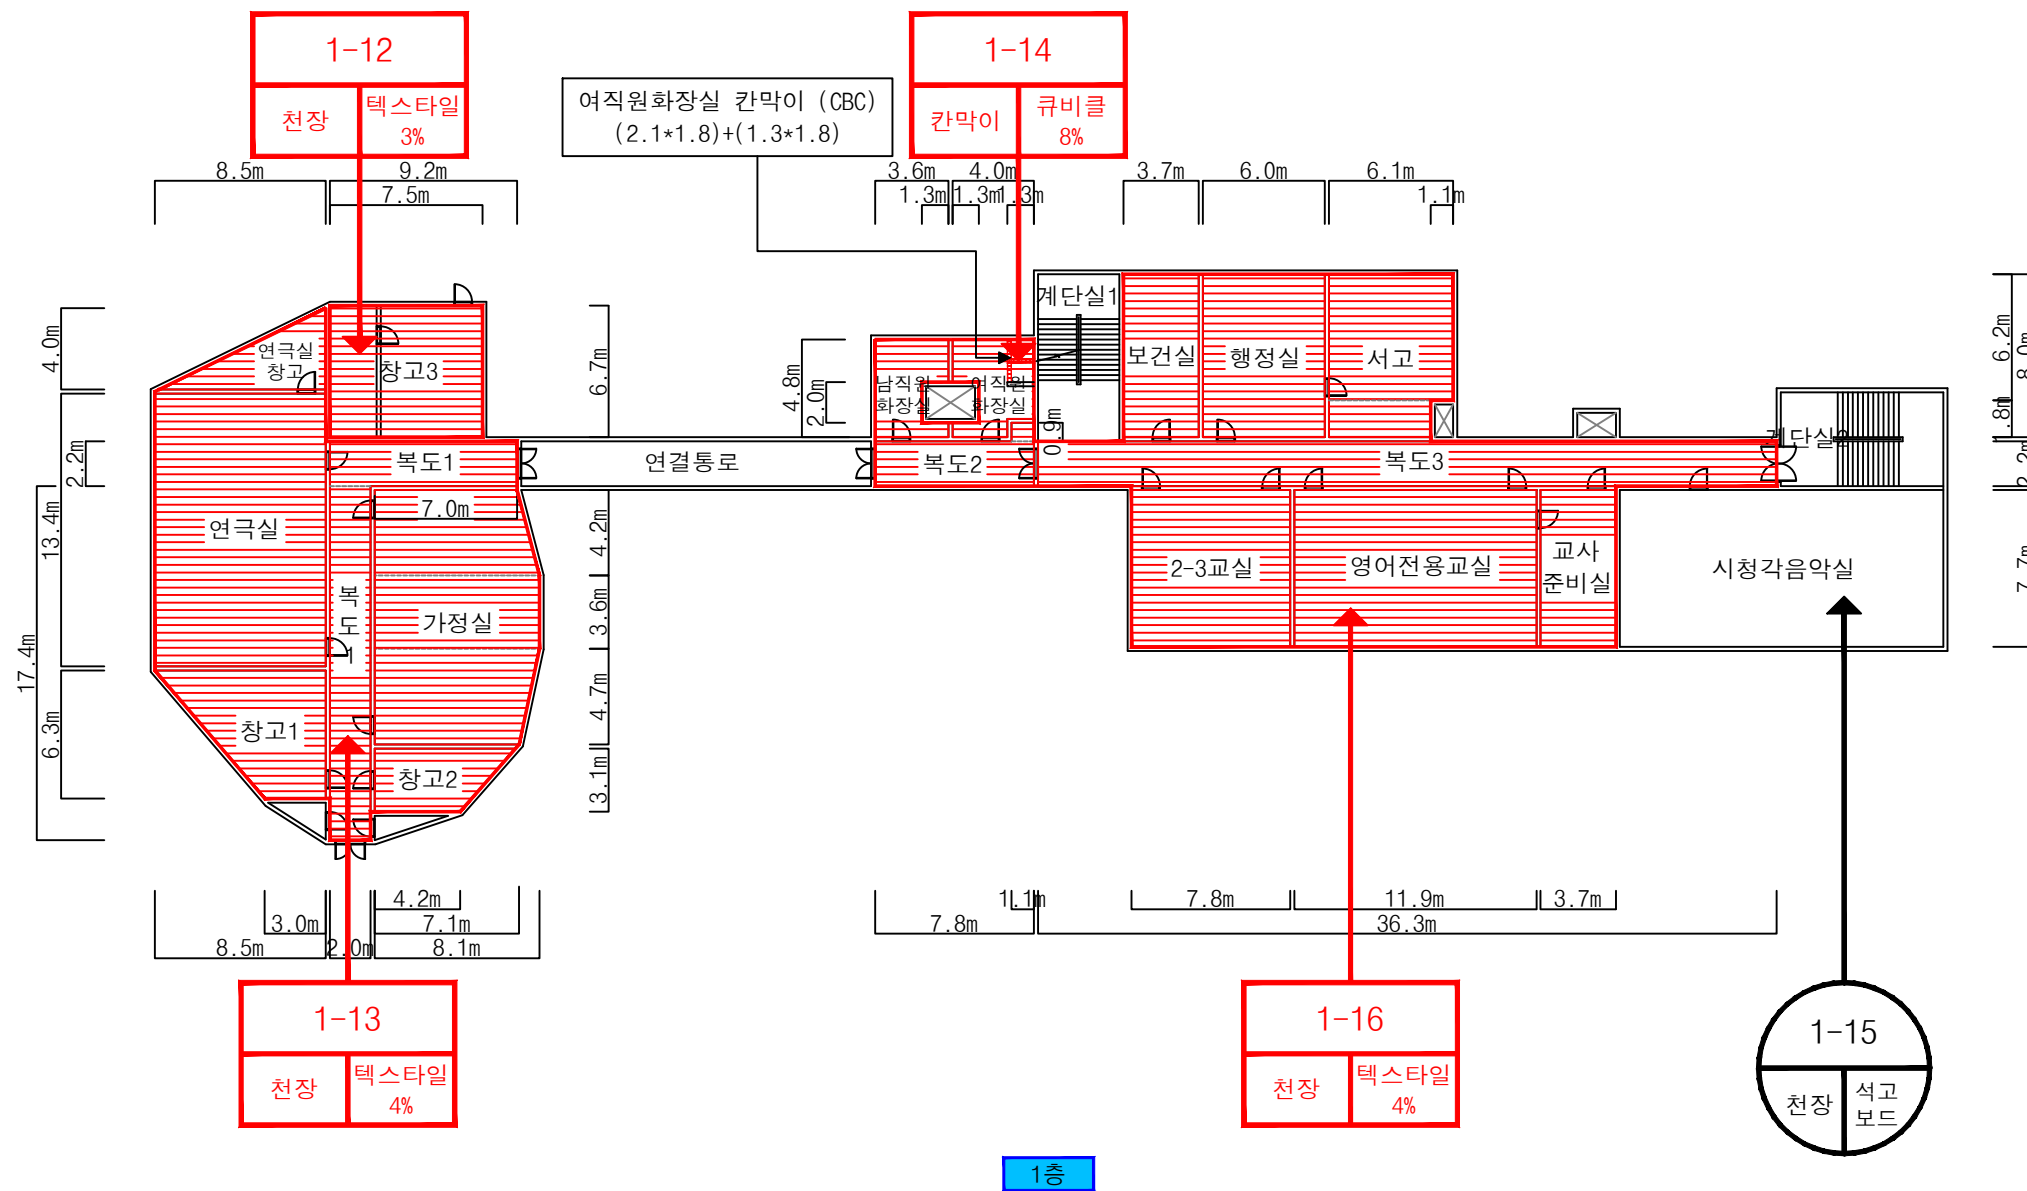 1-12
천장
텍스타일
3%
여직원화장실 칸막이 (CBC)
(2.1*1.8)+(1.3*1.8)
1-14
칸막이
큐비클
8%
8.5m
9.2m
7.5m
3.6m
4.0m
1.3m
1.3m
1.3m
3.7m
6.0m
6.1m
1.1m
4.0m
2.2m
13.4m
17.4m
6.3m
6.7m
4.8m
2.0m
0.9m
6.2m
8.0m
1.8m
2.2m
7.7m
연극실
창고
창고3
계단실1
보건실
행정실
서고
남직원
화장실
여직원
화장실
복도1
연결통로
복도2
복도3
계단실2
7.0m
연극실
4.2m
2-3교실
영어전용교실
교사
준비실
시청각음악실
복
도
1
가정실
3.6m
4.7m
창고1
창고2
3.1m
4.2m
3.0m
7.1m
8.5m
2.0m
8.1m
1.1m
7.8m
7.8m
11.9m
3.7m
36.3m
1-13
천장
텍스타일
4%
1-16
천장
텍스타일
4%
1-15
천장
석고
보드
1층